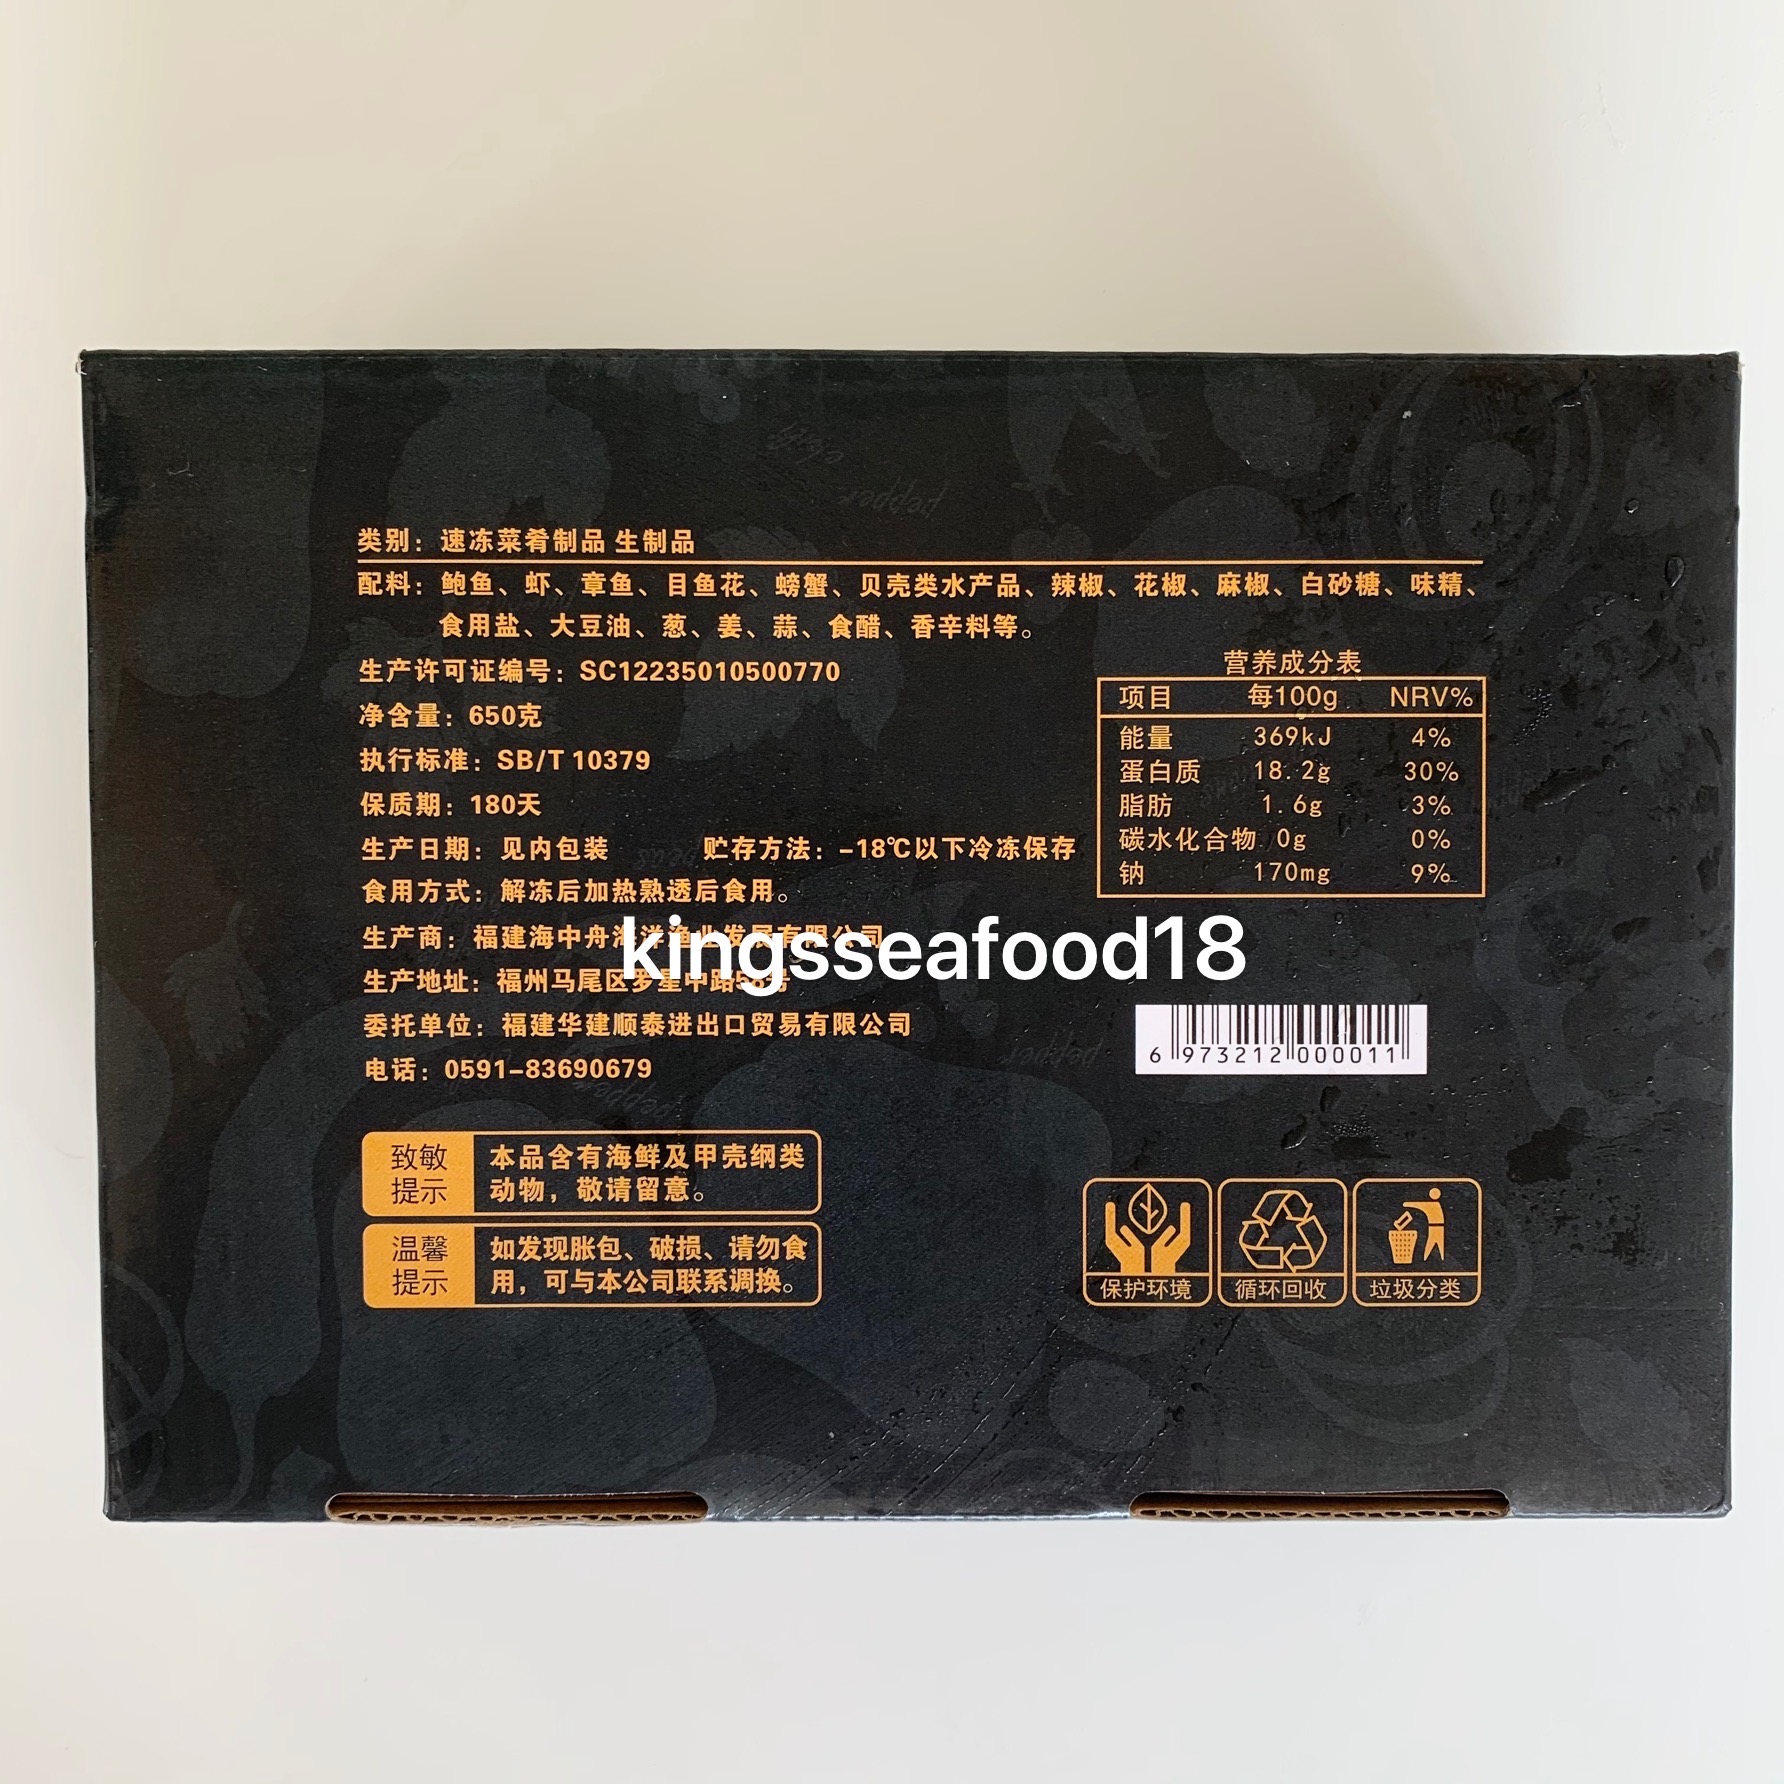 类别：速冻菜肴制品 生制品
配料：鲍鱼、虾、章鱼、目鱼花、螃蟹、贝壳类水产品、辣椒、花椒、麻椒、白砂糖、味精、
食用盐、大豆油、葱、姜、蒜、食醋、香辛料等。
生产许可证编号：SC12235010500770
净含量：650克
执行标准：SB/T 10379
保质期：180天
生产日期：见内包装 贮存方法：-18℃以下冷冻保存
食用方式：解冻后加热熟透后食用。
生产商：福建海中舟海洋渔业发展有限公司
生产地址：福州马尾区罗星中路58号
委托单位：福建华建顺泰进出口贸易有限公司
电话：0591-83690679
营养成分表
项目 每100g NRV%
能量 369kJ 4%
蛋白质 18.2g 30%
脂肪 1.6g 3%
碳水化合物 0g 0%
钠 170mg 9%
kingsseafood18
6 973212 000011
致敏
提示
本品含有海鲜及甲壳纲类
动物，敬请留意。
温馨
提示
如发现胀包、破损、请勿食
用，可与本公司联系调换。
保护环境
循环回收
垃圾分类
pepper
pepper